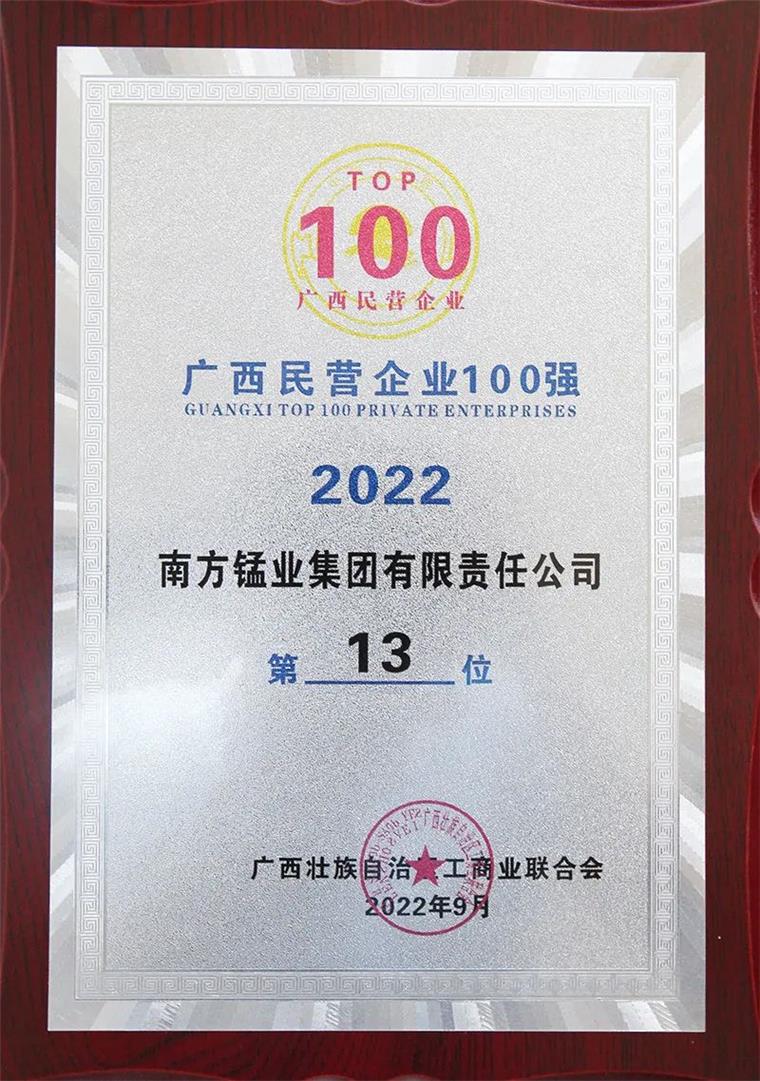 TOP
100
广西民营企业
广西民营企业100强
GUANGXI TOP 100 PRIVATE ENTERPRISES
2022
南方锰业集团有限责任公司
第 13 位
广西壮族自治区工商业联合会
2022年9月